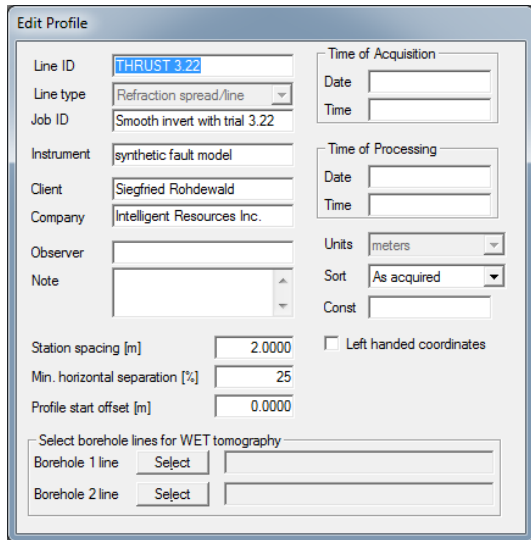 Edit Profile
Line ID THRUST 3.22
Line type Refraction spread/line
Job ID Smooth invert with trial 3.22
Instrument synthetic fault model
Client Siegfried Rohdewald
Company Intelligent Resources Inc.
Observer
Note
Station spacing [m] 2.0000
Min. horizontal separation [%] 25
Profile start offset [m] 0.0000
Time of Acquisition
Date
Time
Time of Processing
Date
Time
Units meters
Sort As acquired
Const
Left handed coordinates
Select borehole lines for WET tomography
Borehole 1 line Select
Borehole 2 line Select